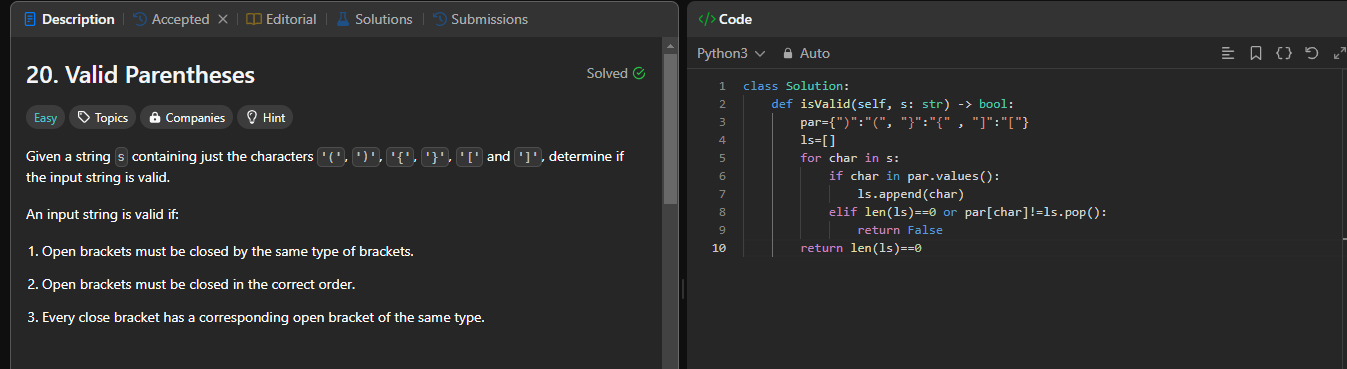 Description | Accepted × | Editorial | Solutions | Submissions
20. Valid Parentheses
Solved
Easy Topics Companies Hint
Given a string s containing just the characters '(', ')', '{', '}', '[' and ']', determine if
the input string is valid.
An input string is valid if:
1. Open brackets must be closed by the same type of brackets.
2. Open brackets must be closed in the correct order.
3. Every close bracket has a corresponding open bracket of the same type.
</> Code
Python3 Auto
1 class Solution:
2     def isValid(self, s: str) -> bool:
3         par={")":"(", "}":"{" , "]":"["}
4         ls=[]
5         for char in s:
6             if char in par.values():
7                 ls.append(char)
8             elif len(ls)==0 or par[char]!=ls.pop():
9                 return False
10         return len(ls)==0